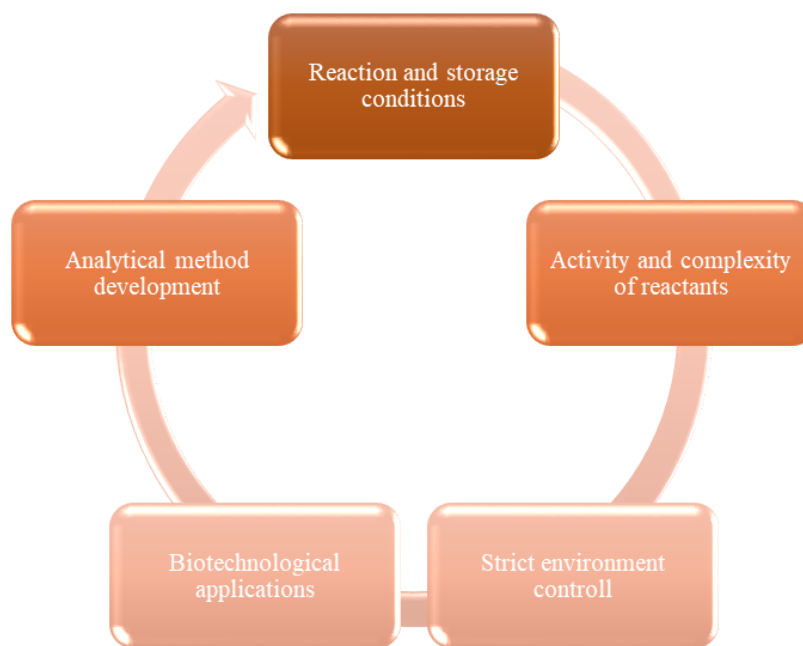 Reaction and storage
conditions
Activity and complexity
of reactants
Strict environment
controll
Biotechnological
applications
Analytical method
development